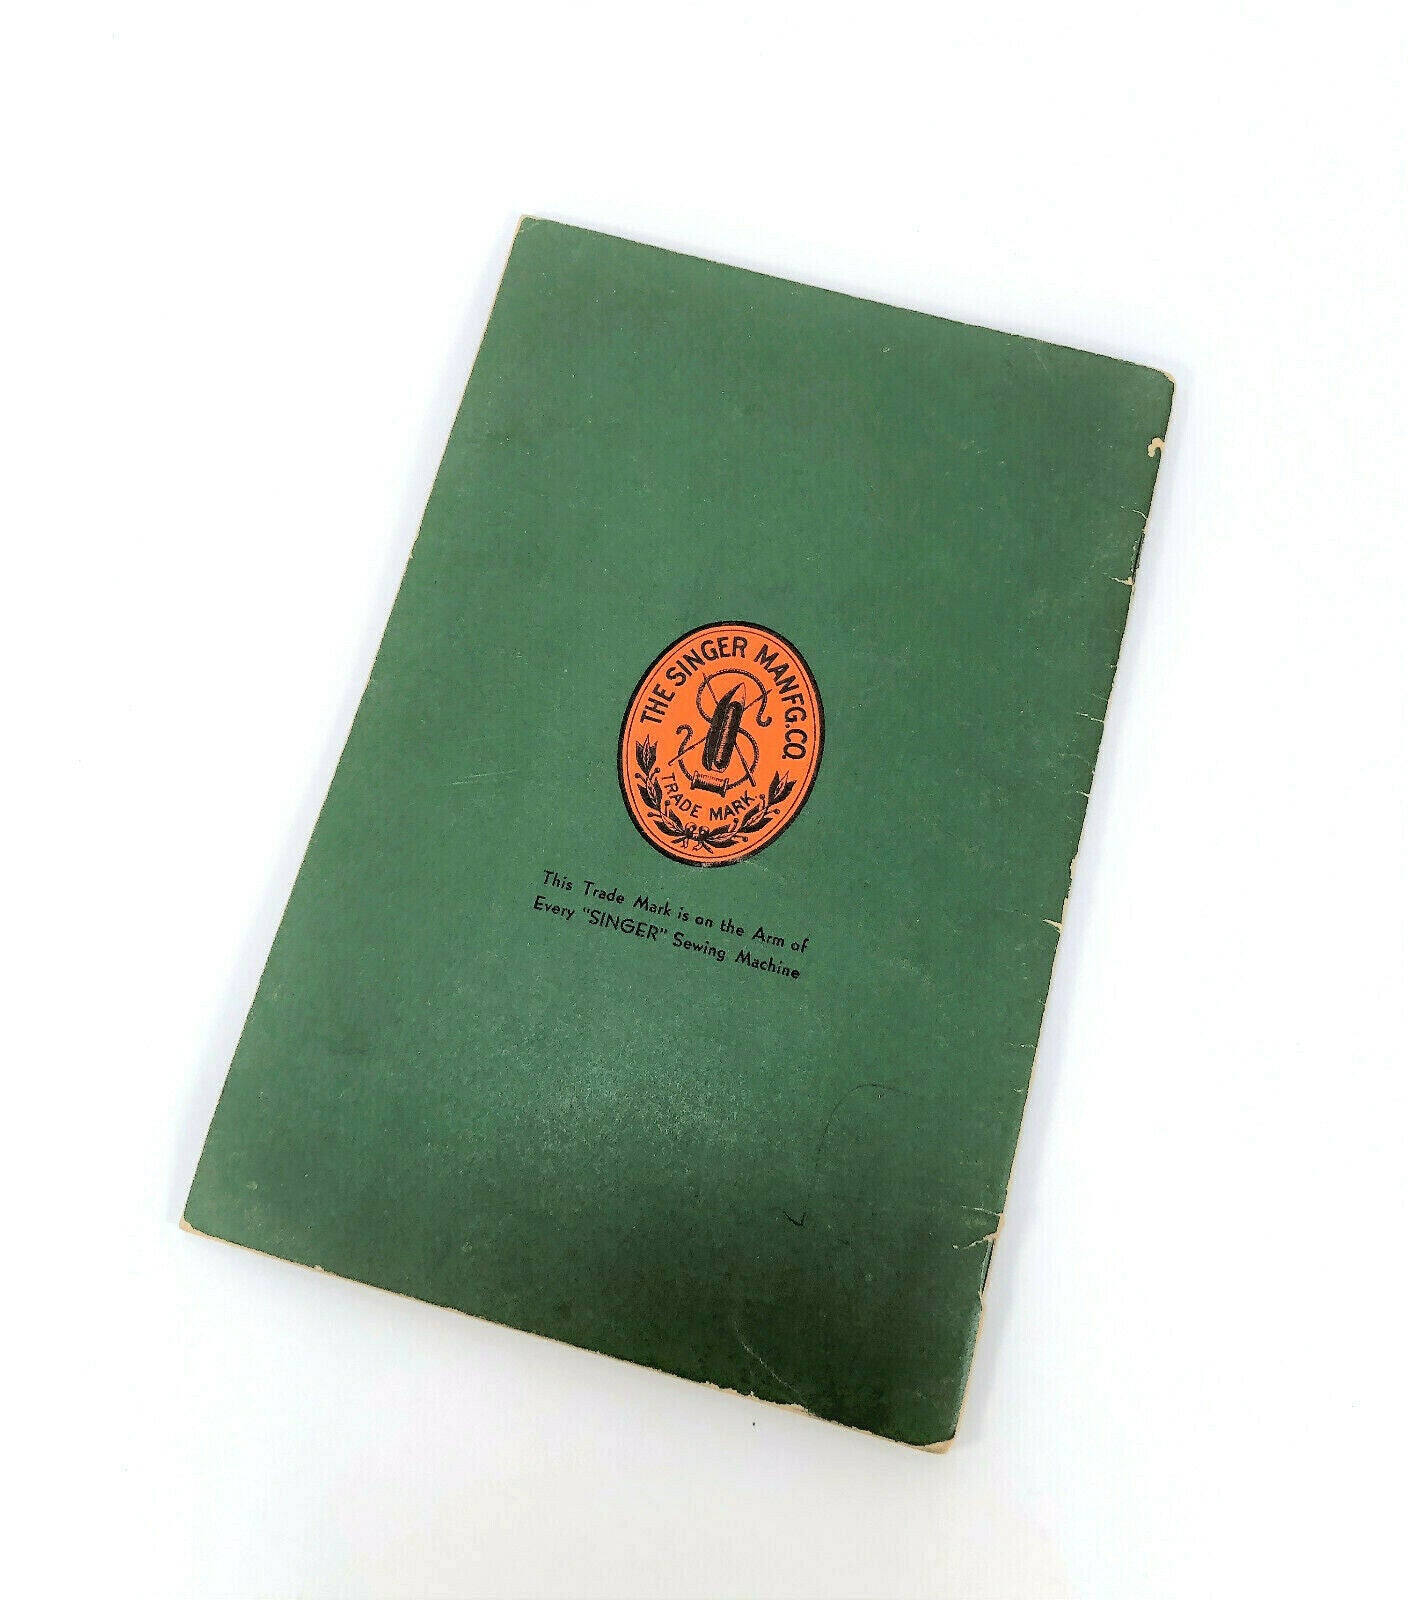 THE SINGER MANFG. CO.
TRADE MARK.
This Trade Mark is on the Arm of
Every "SINGER" Sewing Machine